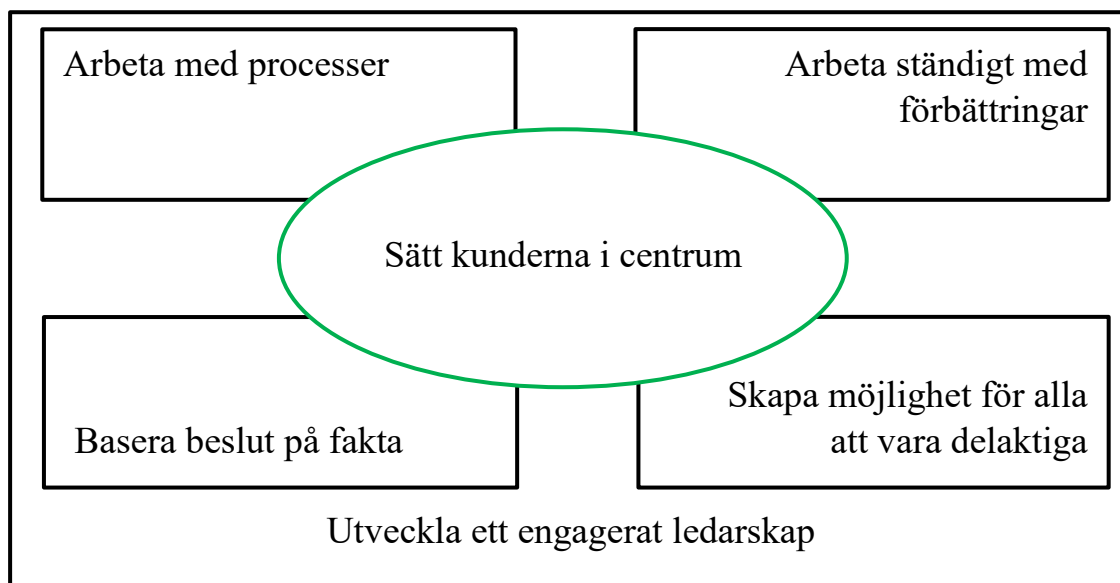 Arbeta med processer
Arbeta ständigt med
förbättringar
Sätt kunderna i centrum
Basera beslut på fakta
Skapa möjlighet för alla
att vara delaktiga
Utveckla ett engagerat ledarskap